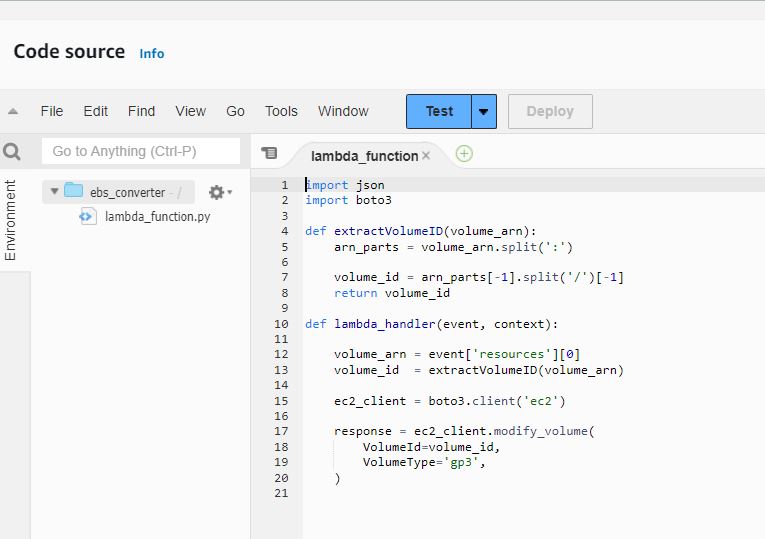 Code source Info
File Edit Find View Go Tools Window Test Deploy
Go to Anything (Ctrl-P)
lambda_function ×
Environment
ebs_converter - /
lambda_function.py
1 import json
2 import boto3
3
4 def extractVolumeID(volume_arn):
5     arn_parts = volume_arn.split(':')
6
7     volume_id = arn_parts[-1].split('/')[-1]
8     return volume_id
9
10 def lambda_handler(event, context):
11
12     volume_arn = event['resources'][0]
13     volume_id  = extractVolumeID(volume_arn)
14
15     ec2_client = boto3.client('ec2')
16
17     response = ec2_client.modify_volume(
18         VolumeId=volume_id,
19         VolumeType='gp3',
20     )
21